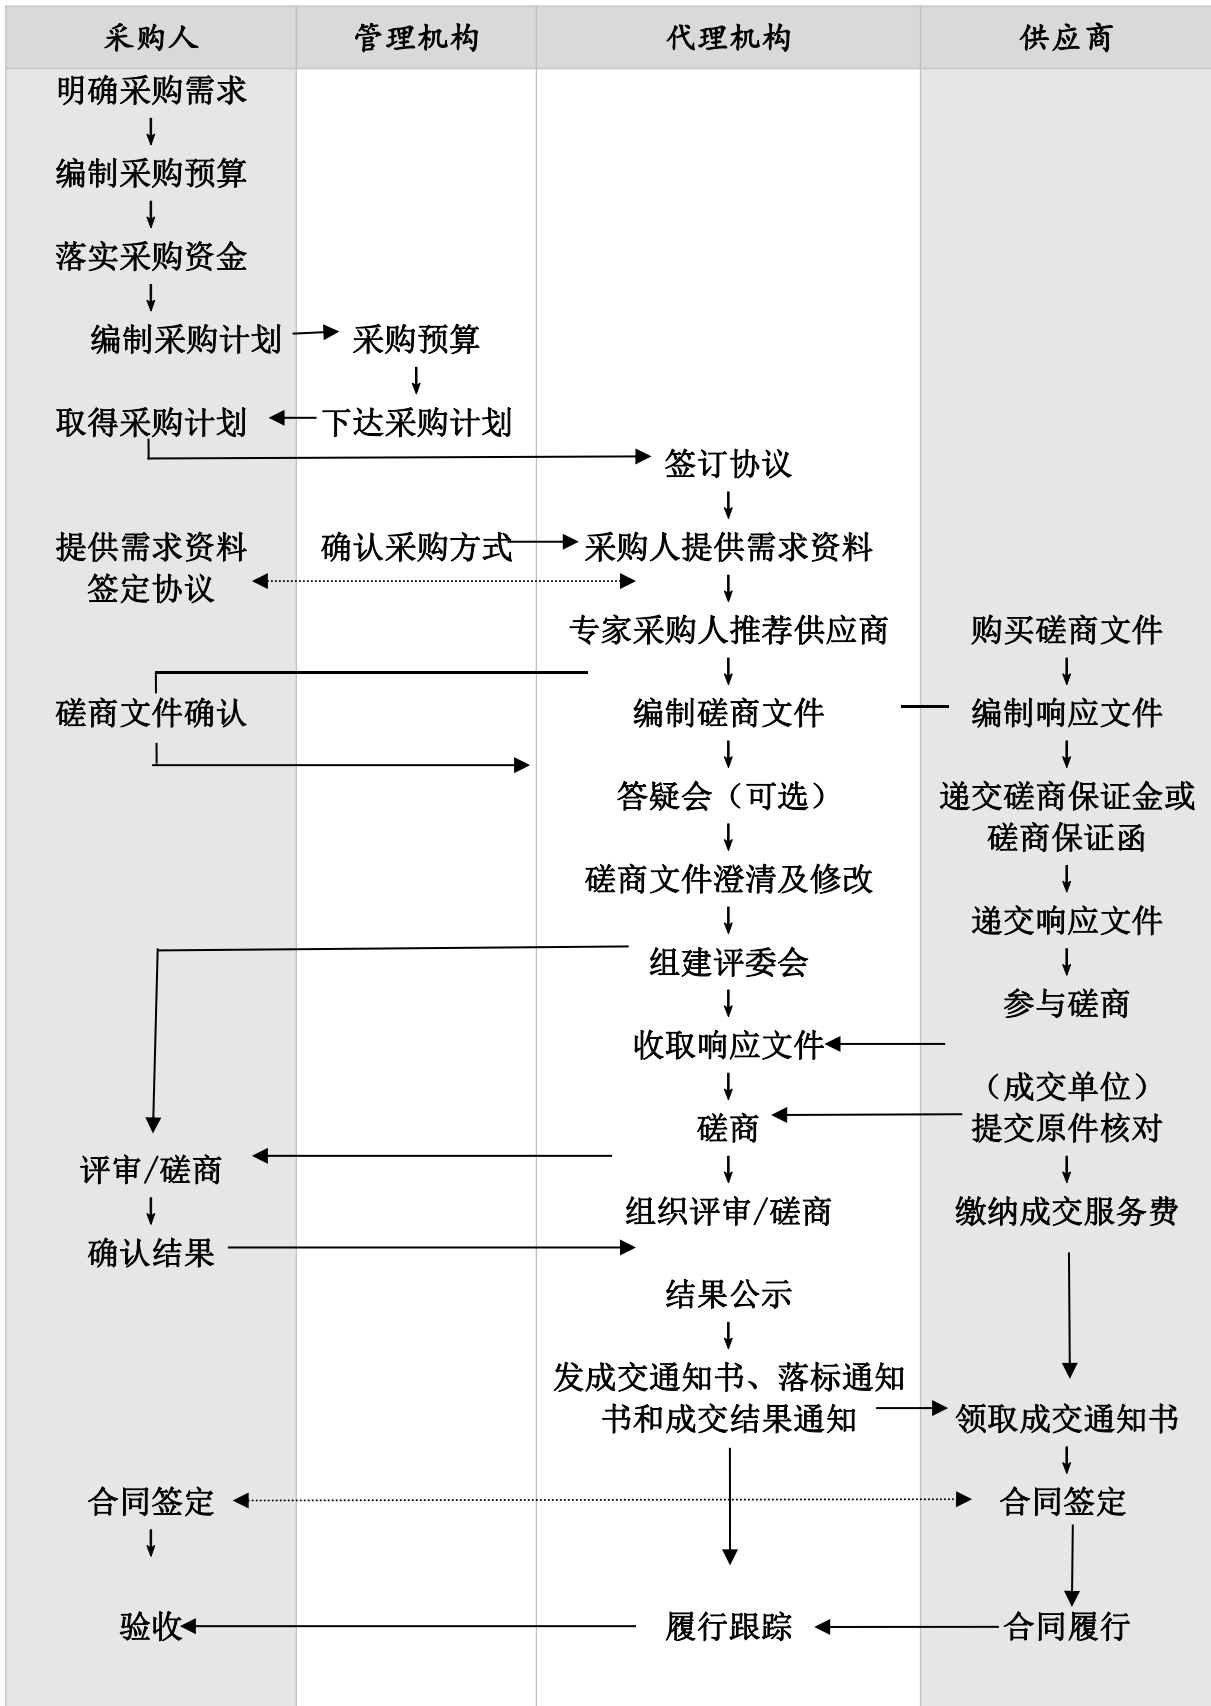 采购人 管理机构 代理机构 供应商
明确采购需求
编制采购预算
落实采购资金
编制采购计划 采购预算
取得采购计划 下达采购计划
签订协议
提供需求资料 确认采购方式 采购人提供需求资料
签定协议
专家采购人推荐供应商 购买磋商文件
磋商文件确认 编制磋商文件 编制响应文件
答疑会（可选） 递交磋商保证金或
磋商保证函
磋商文件澄清及修改
递交响应文件
组建评委会
参与磋商
收取响应文件
（成交单位）
磋商 提交原件核对
评审/磋商
组织评审/磋商 缴纳成交服务费
确认结果
结果公示
发成交通知书、落标通知
书和成交结果通知 领取成交通知书
合同签定 合同签定
验收 履行跟踪 合同履行